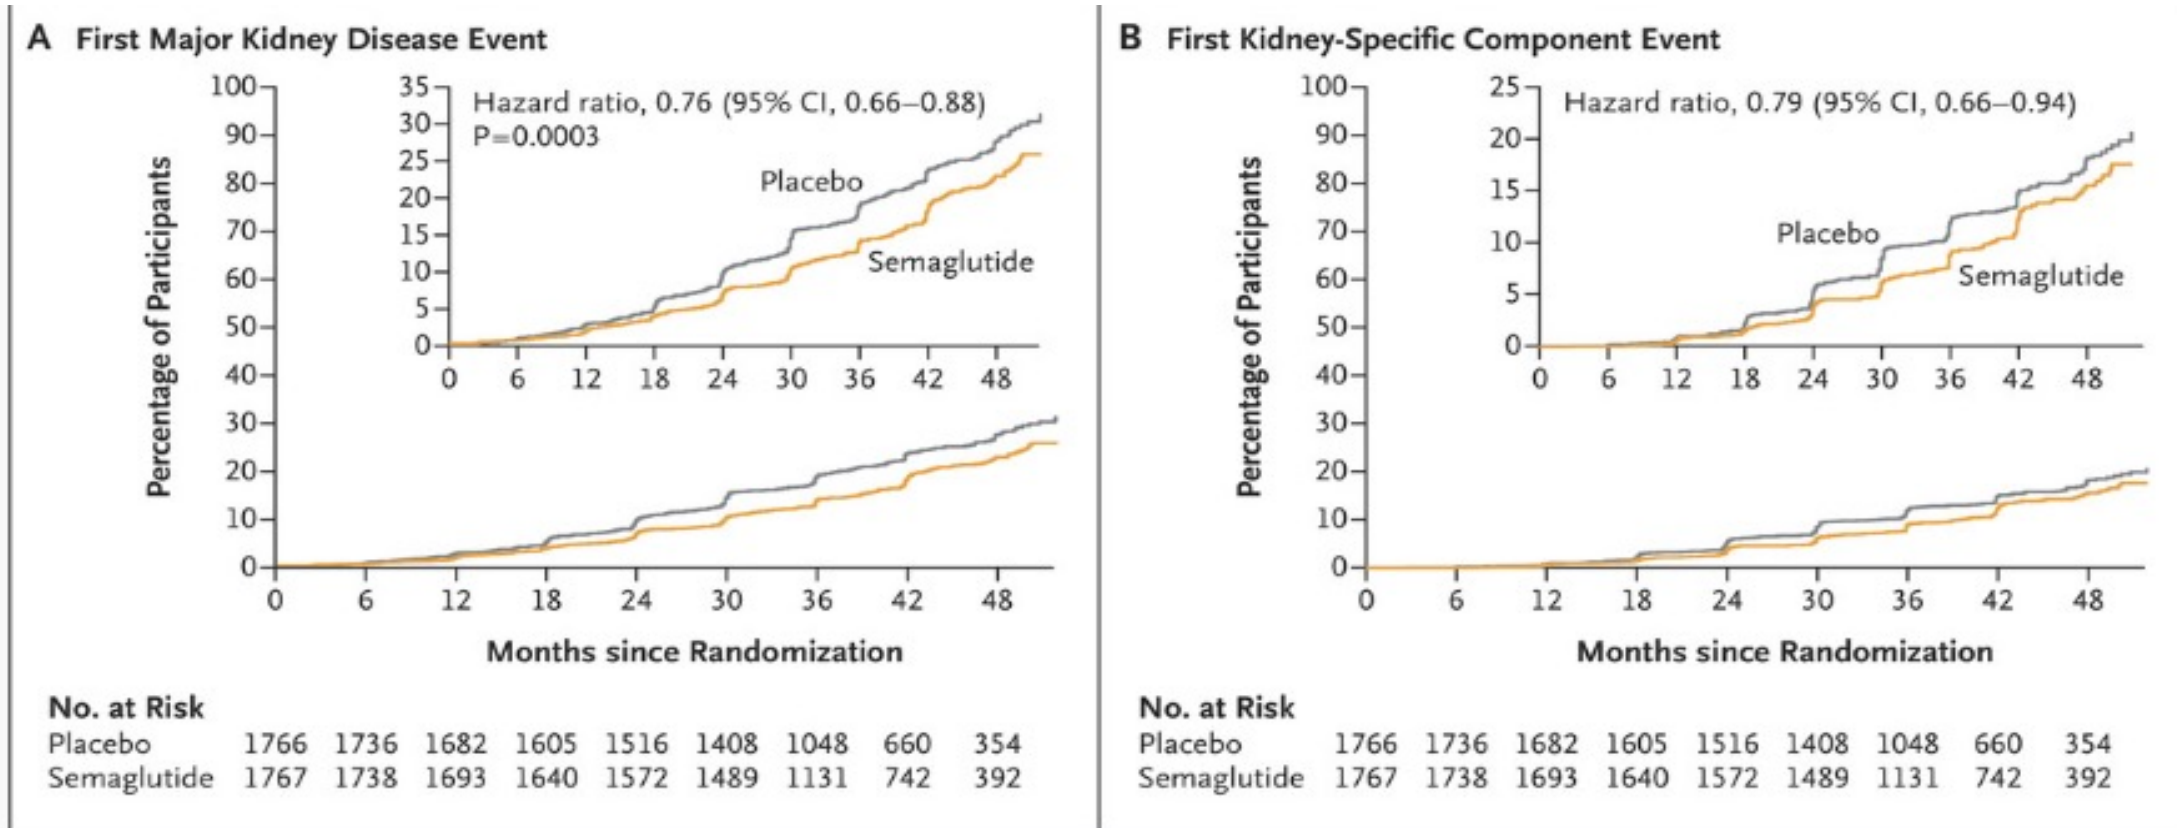 A First Major Kidney Disease Event
Percentage of Participants
100
90
80
70
60
50
40
30
20
10
0
0 6 12 18 24 30 36 42 48
35
30
25
20
15
10
5
0
0 6 12 18 24 30 36 42 48
Hazard ratio, 0.76 (95% CI, 0.66–0.88)
P=0.0003
Placebo
Semaglutide
Months since Randomization
No. at Risk
Placebo 1766 1736 1682 1605 1516 1408 1048 660 354
Semaglutide 1767 1738 1693 1640 1572 1489 1131 742 392
B First Kidney-Specific Component Event
Percentage of Participants
100
90
80
70
60
50
40
30
20
10
0
0 6 12 18 24 30 36 42 48
25
20
15
10
5
0
0 6 12 18 24 30 36 42 48
Hazard ratio, 0.79 (95% CI, 0.66–0.94)
Placebo
Semaglutide
Months since Randomization
No. at Risk
Placebo 1766 1736 1682 1605 1516 1408 1048 660 354
Semaglutide 1767 1738 1693 1640 1572 1489 1131 742 392